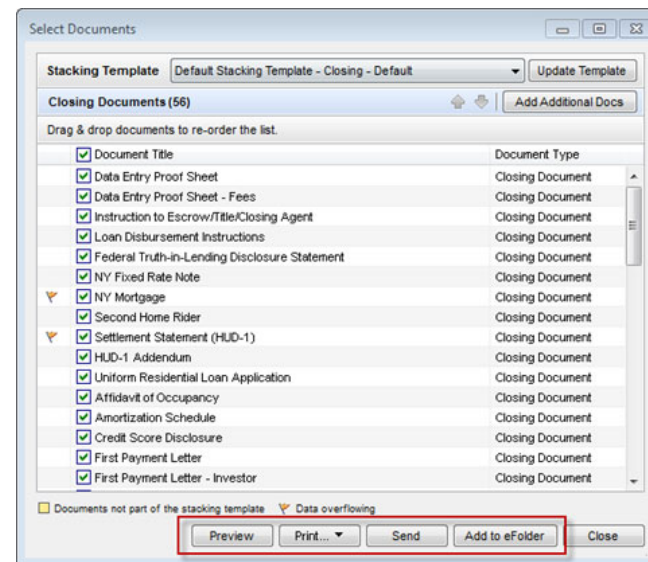 Select Documents
Stacking Template Default Stacking Template - Closing - Default Update Template
Closing Documents (56) Add Additional Docs
Drag & drop documents to re-order the list.
Document Title Document Type
Data Entry Proof Sheet Closing Document
Data Entry Proof Sheet - Fees Closing Document
Instruction to Escrow/Title/Closing Agent Closing Document
Loan Disbursement Instructions Closing Document
Federal Truth-in-Lending Disclosure Statement Closing Document
NY Fixed Rate Note Closing Document
NY Mortgage Closing Document
Second Home Rider Closing Document
Settlement Statement (HUD-1) Closing Document
HUD-1 Addendum Closing Document
Uniform Residential Loan Application Closing Document
Affidavit of Occupancy Closing Document
Amortization Schedule Closing Document
Credit Score Disclosure Closing Document
First Payment Letter Closing Document
First Payment Letter - Investor Closing Document
Documents not part of the stacking template Data overflowing
Preview Print... Send Add to eFolder Close